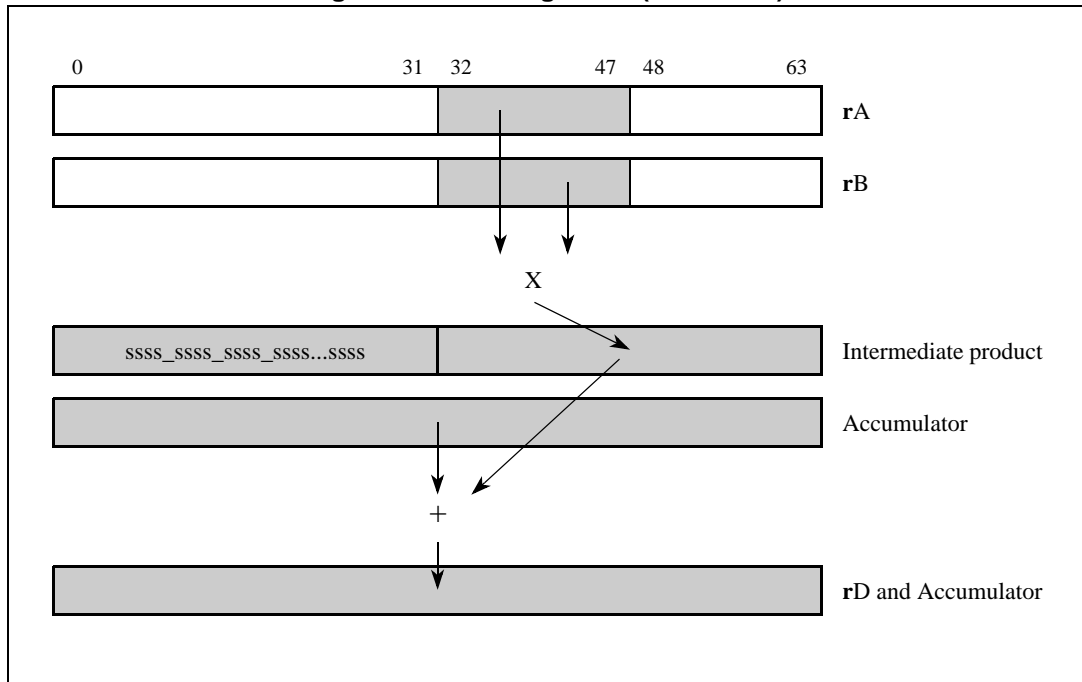 0 31 32 47 48 63
rA
rB
X
ssss_ssss_ssss_ssss...ssss Intermediate product
Accumulator
+
rD and Accumulator